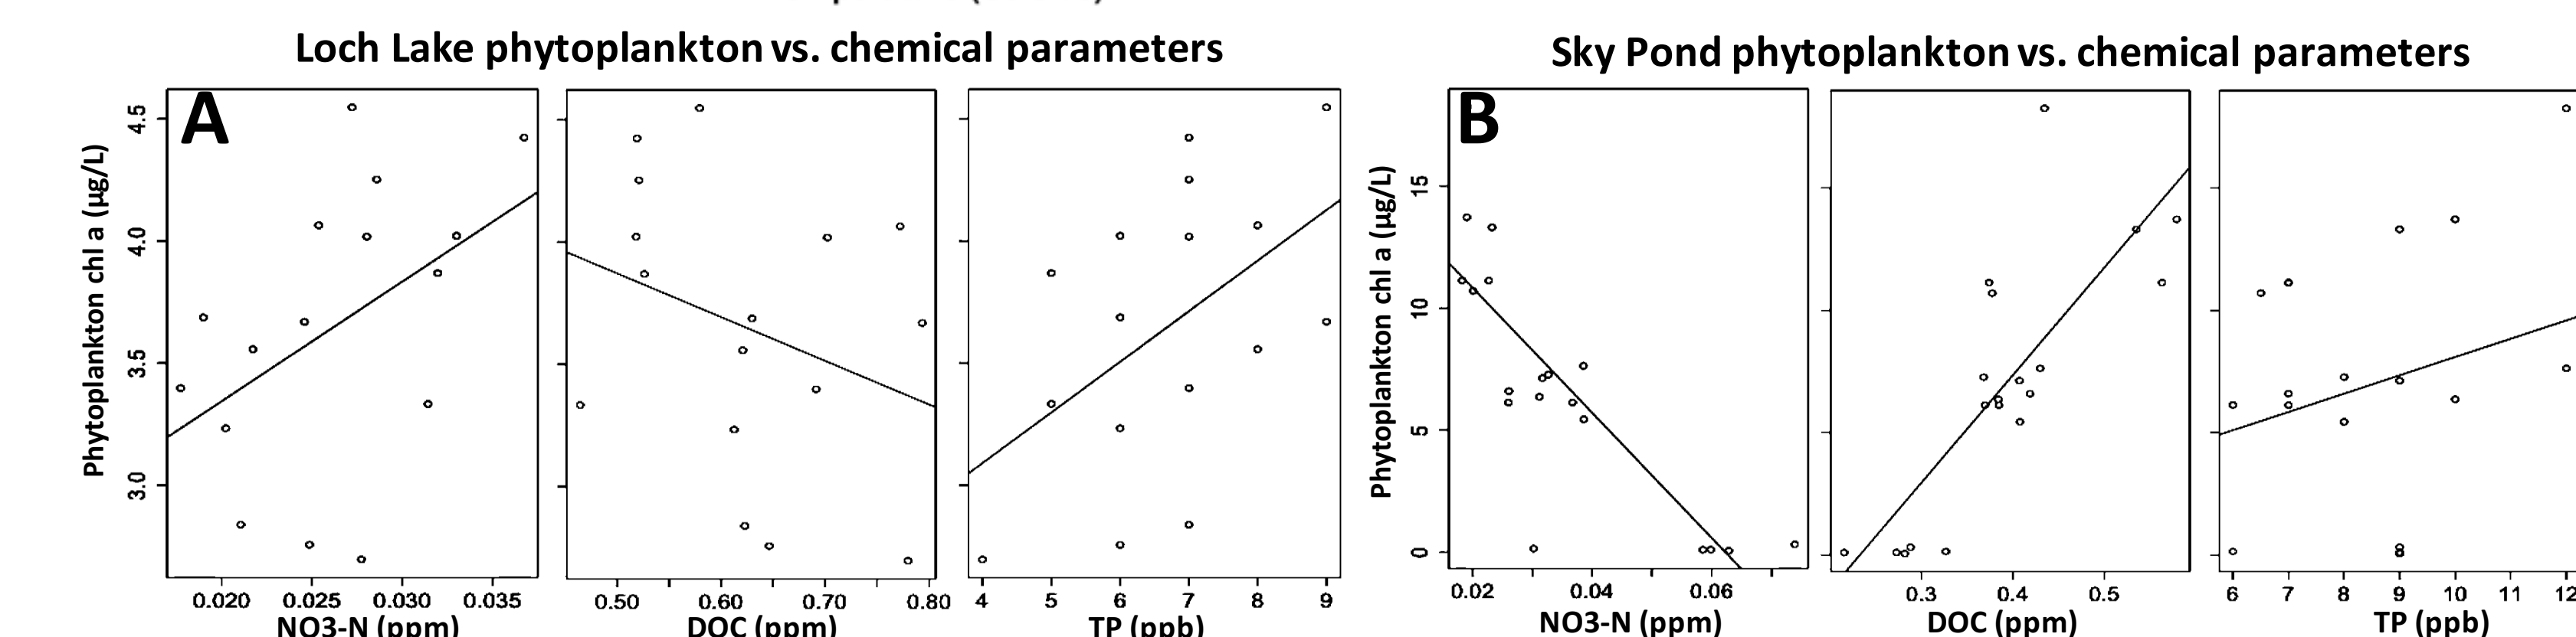 Loch Lake phytoplankton vs. chemical parameters
A
Phytoplankton chl a (µg/L)
4.5
4.0
3.5
3.0
0.020 0.025 0.030 0.035
NO3-N (ppm)
0.50 0.60 0.70 0.80
DOC (ppm)
4 5 6 7 8 9
TP (ppb)
Sky Pond phytoplankton vs. chemical parameters
B
Phytoplankton chl a (µg/L)
15
10
5
0
0.02 0.04 0.06
NO3-N (ppm)
0.3 0.4 0.5
DOC (ppm)
6 7 8 9 10 11 12
TP (ppb)